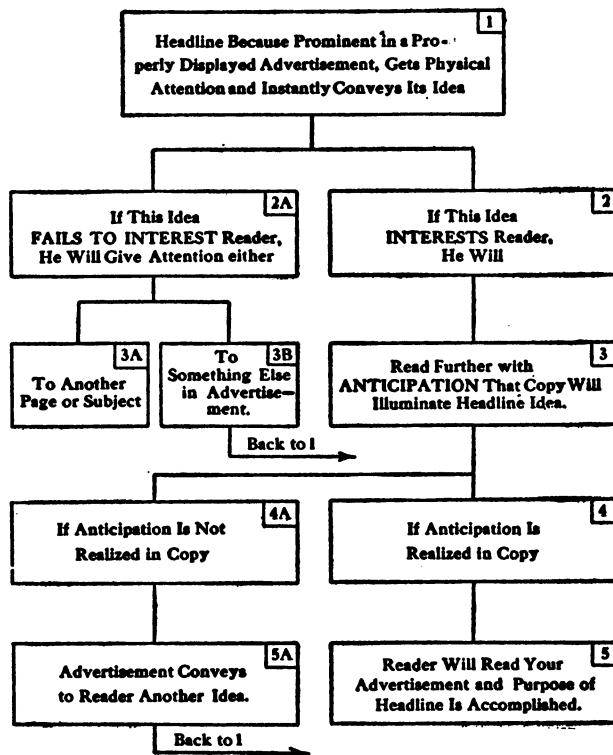 1
Headline Because Prominent in a Pro-
perly Displayed Advertisement, Gets Physical
Attention and Instantly Conveys Its Idea
2A
If This Idea
FAILS TO INTEREST Reader,
He Will Give Attention either
2
If This Idea
INTERESTS Reader,
He Will
3A
To Another
Page or Subject
3B
To
Something Else
in Advertise-
ment.
Back to 1
3
Read Further with
ANTICIPATION That Copy Will
Illuminate Headline Idea.
4A
If Anticipation Is Not
Realized in Copy
4
If Anticipation Is
Realized in Copy
5A
Advertisement Conveys
to Reader Another Idea.
Back to 1
5
Reader Will Read Your
Advertisement and Purpose of
Headline Is Accomplished.